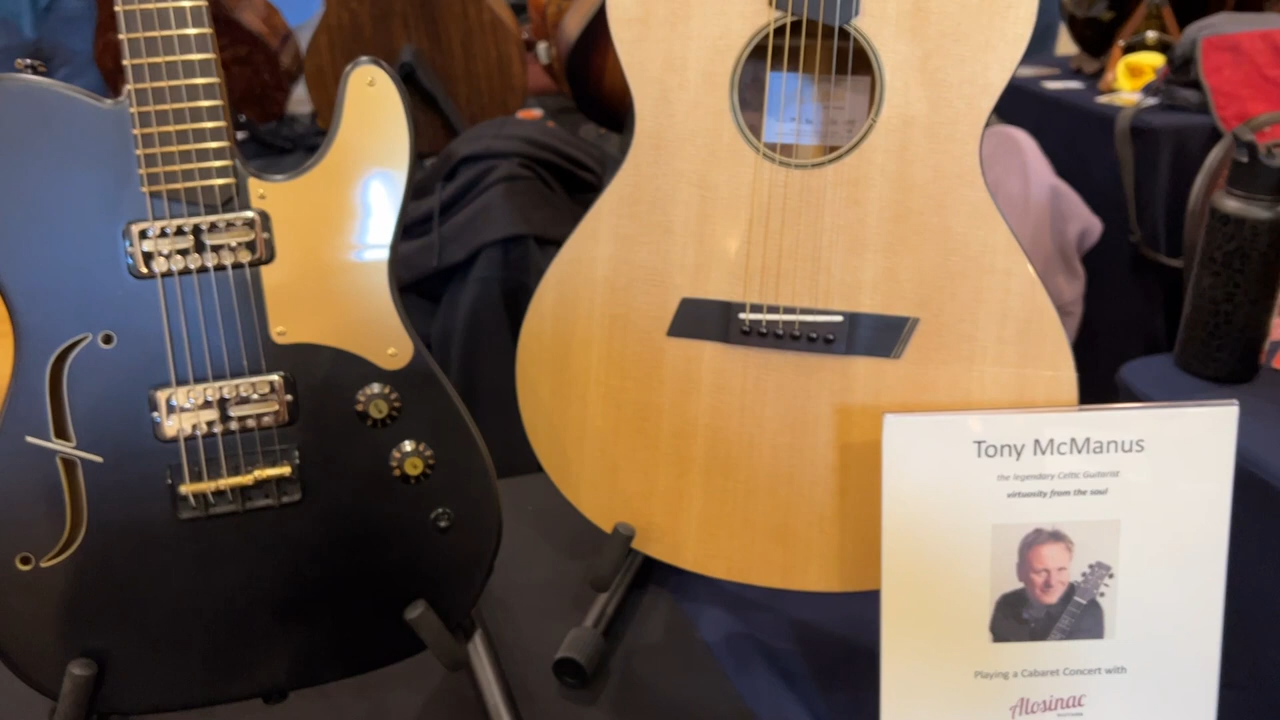 Tony McManus
the legendary Celtic Guitarist
virtuosity from the soul
Playing a Cabaret Concert with
Alosinac